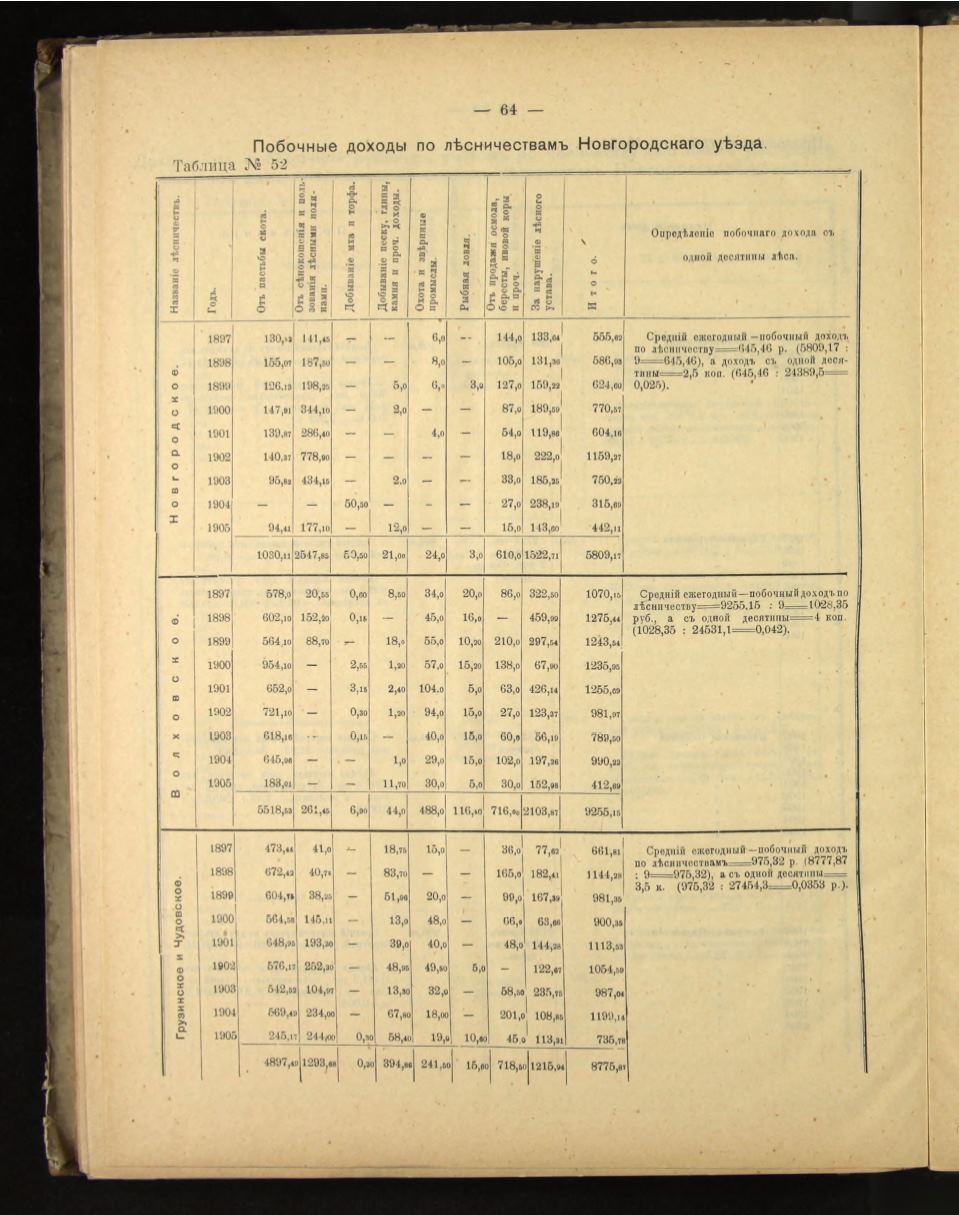 — 64 —
Побочные доходы по лѣсничествамъ Новгородскаго уѣзда.
Таблица № 52
Названіе лѣсничествъ.
Годъ.
Отъ пастьбы скота.
Отъ сѣнокошенія и поль-
зованія лѣсными поля-
нами.
Добываніе мха и торфа.
Добываніе песку, глины,
камня и проч. доходы.
Охота и звѣриные
промыслы.
Рыбная ловля.
Отъ продажи осмола,
бересты, ивовой коры
и проч.
За нарушеніе лѣсного
устава.
Итого.
Опредѣленіе побочнаго дохода съ
одной десятины лѣса.
Новгородское.
1897 130,12 141,45 — — 6,0 -- 144,0 133,04 555,62
1898 155,07 187,50 — — 8,0 — 105,0 131,36 586,93
1899 126,13 198,25 — 5,0 6,0 3,0 127,0 159,22 624,60
1900 147,91 344,10 — 2,0 — — 87,0 189,59 770,57
1901 139,87 286,40 — — 4,0 — 54,0 119,86 604,16
1902 140,37 778,90 — — — — 18,0 222,0 1159,27
1903 95,82 434,15 — 2,0 — — 33,0 185,25 750,22
1904 — — 50,50 — - — 27,0 238,19 315,69
1905 94,41 177,10 — 12,0 — — 15,0 143,60 442,11
1030,11 2547,85 50,50 21,00 24,0 3,0 610,0 1522,71 5809,17
Средній ежегодный—побочный доходъ
по лѣсничеству==645,46 р. (5809,17 :
9==645,46), а доходъ съ одной деся-
тины==2,5 коп. (645,46 : 24389,5==
0,025).
Волховское.
1897 578,0 20,55 0,60 8,50 34,0 20,0 86,0 322,50 1070,15
1898 602,10 152,20 0,15 — 45,0 16,0 — 459,99 1275,44
1899 564,10 88,70 — 18,0 55,0 10,20 210,0 297,54 1243,54
1900 954,10 — 2,55 1,20 57,0 15,20 138,0 67,90 1235,95
1901 652,0 — 3,15 2,40 104,0 5,0 63,0 426,14 1255,69
1902 721,10 — 0,30 1,20 94,0 15,0 27,0 123,37 981,97
1903 618,16 -- 0,15 — 40,0 15,0 60,0 56,19 789,50
1904 645,96 — — 1,0 29,0 15,0 102,0 197,26 990,22
1905 183,01 — — 11,70 30,0 5,0 30,0 152,98 412,69
5518,53 261,45 6,90 44,0 488,0 116,40 716,00 2103,87 9255,15
Средній ежегодный—побочный доходъ по
лѣсничеству==9255,15 : 9==1028,35
руб., а съ одной десятины==4 коп.
(1028,35 : 24531,1==0,042).
Грузинское и Чудовское.
1897 473,44 41,0 — 18,75 15,0 — 36,0 77,62 661,81
1898 672,42 40,75 — 83,70 — — 165,0 182,41 1144,28
1899 604,75 38,25 — 51,96 20,0 — 99,0 167,39 981,35
1900 564,58 145,11 — 13,0 48,0 — 66,0 63,66 900,35
1901 648,95 193,30 — 39,0 40,0 — 48,0 144,28 1113,53
1902 576,17 252,30 — 48,95 49,50 5,0 — 122,67 1054,59
1903 542,52 104,97 — 13,30 32,0 — 58,50 235,75 987,04
1904 569,49 234,00 — 67,80 18,00 — 201,0 108,85 1199,14
1905 245,17 244,00 0,30 58,40 19,0 10,60 45,0 113,31 735,78
4897,49 1293,68 0,30 394,86 241,50 15,60 718,50 1215,94 8775,87
Средній ежегодный—побочный доходъ
по лѣсничествамъ==975,32 р. (8777,87
: 9==975,32), а съ одной десятины==
3,5 к. (975,32 : 27454,3==0,0353 р.).